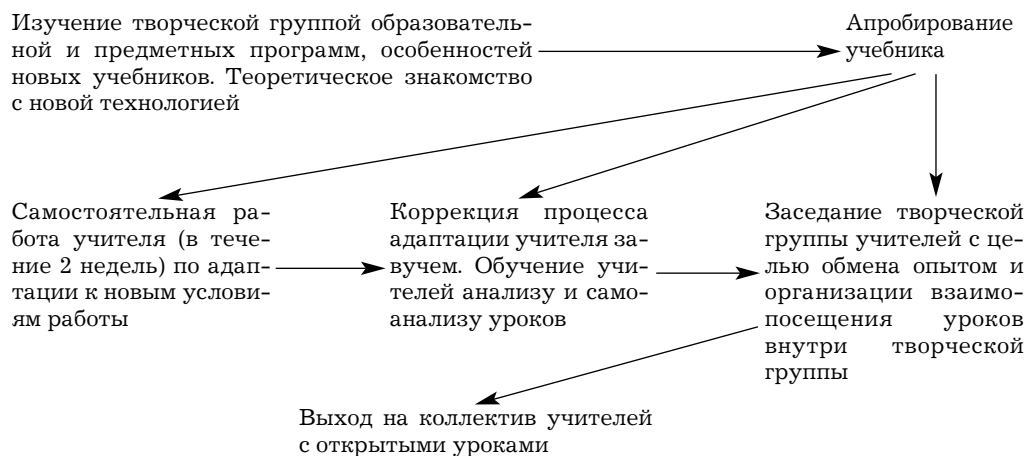 Изучение творческой группой образователь-
ной и предметных программ, особенностей
новых учебников. Теоретическое знакомство
с новой технологией
Апробирование
учебника
Самостоятельная ра-
бота учителя (в тече-
ние 2 недель) по адап-
тации к новым услови-
ям работы
Коррекция процесса
адаптации учителя за-
вучем. Обучение учи-
телей анализу и само-
анализу уроков
Заседание творческой
группы учителей с це-
лью обмена опытом и
организации взаимо-
посещения уроков
внутри творческой
группы
Выход на коллектив учителей
с открытыми уроками